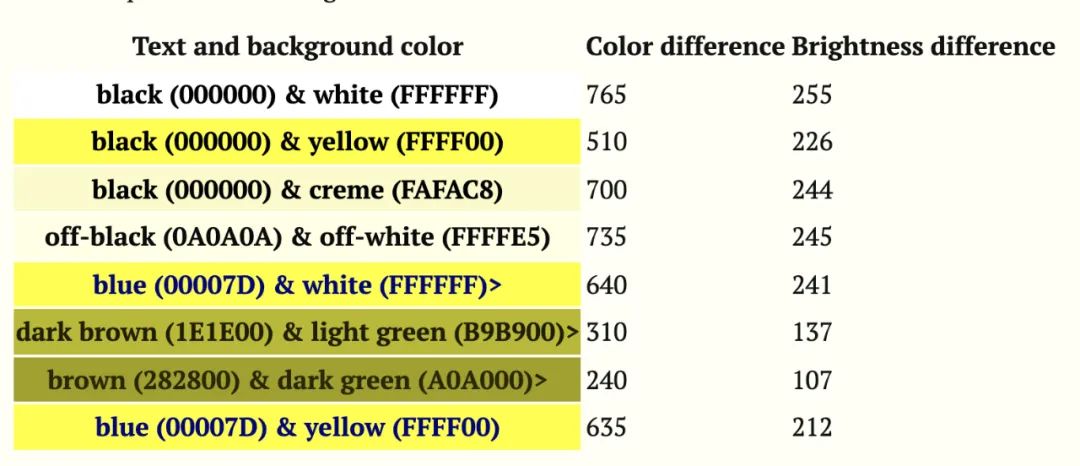 Text and background color Color difference Brightness difference
black (000000) & white (FFFFFF) 765 255
black (000000) & yellow (FFFF00) 510 226
black (000000) & creme (FAFAC8) 700 244
off-black (0A0A0A) & off-white (FFFFE5) 735 245
blue (00007D) & white (FFFFFF)> 640 241
dark brown (1E1E00) & light green (B9B900)> 310 137
brown (282800) & dark green (A0A000)> 240 107
blue (00007D) & yellow (FFFF00) 635 212